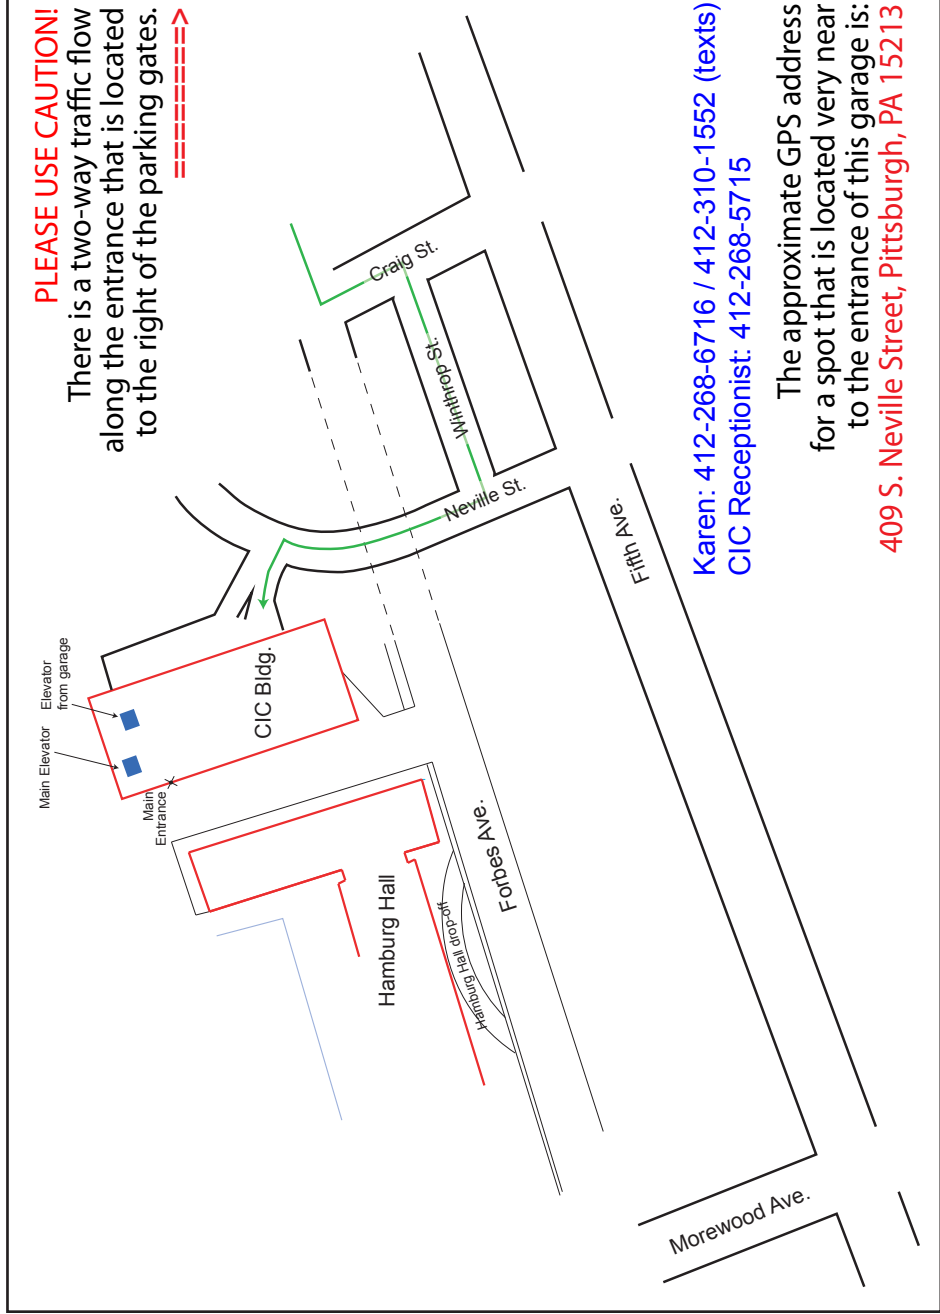 PLEASE USE CAUTION!
There is a two-way traffic flow
along the entrance that is located
to the right of the parking gates.
==========>
Main Elevator
Elevator
from garage
Main
Entrance
CIC Bldg.
Hamburg Hall
Hamburg Hall drop-off
Forbes Ave.
Craig St.
Winthrop St.
Neville St.
Fifth Ave.
Morewood Ave.
Karen: 412-268-6716 / 412-310-1552 (texts)
CIC Receptionist: 412-268-5715
The approximate GPS address
for a spot that is located very near
to the entrance of this garage is:
409 S. Neville Street, Pittsburgh, PA 15213